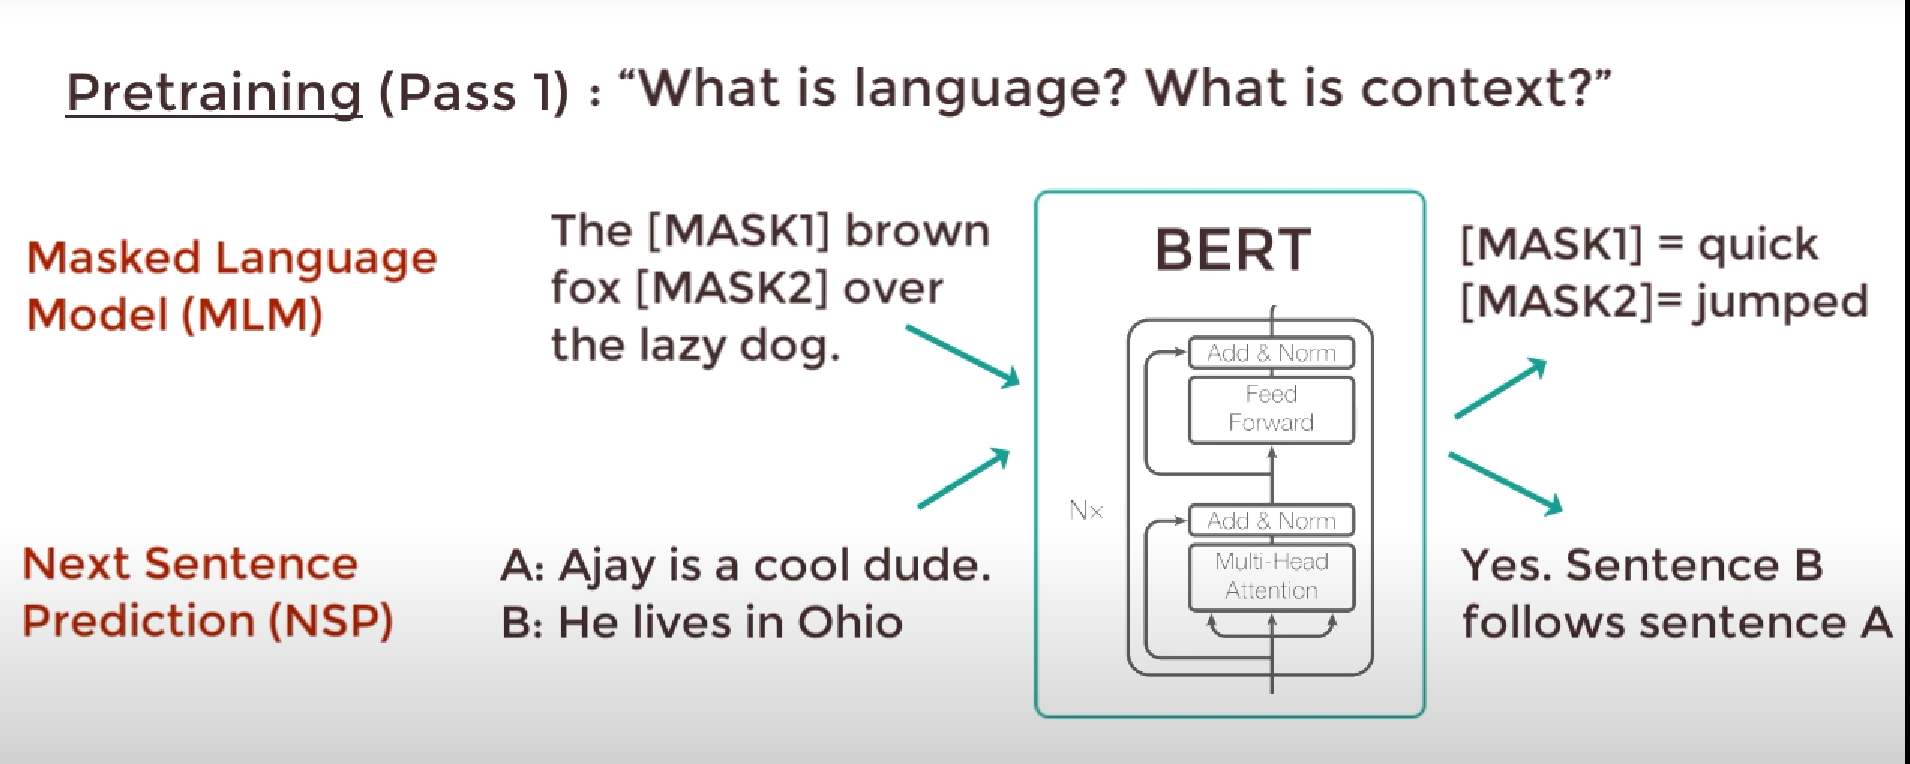 Pretraining (Pass 1) : “What is language? What is context?”
Masked Language
Model (MLM)
The [MASK1] brown
fox [MASK2] over
the lazy dog.
BERT
Add & Norm
Feed
Forward
Nx
Add & Norm
Multi-Head
Attention
[MASK1] = quick
[MASK2]= jumped
Next Sentence
Prediction (NSP)
A: Ajay is a cool dude.
B: He lives in Ohio
Yes. Sentence B
follows sentence A